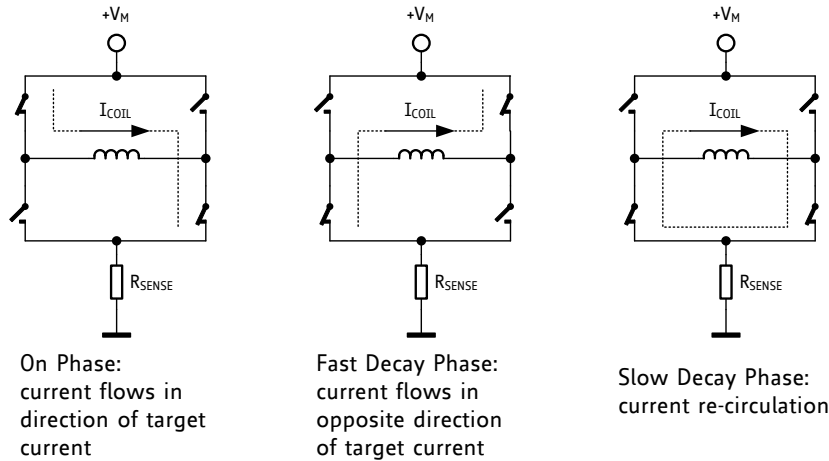 +VM
ICOIL
RSENSE
On Phase:
current flows in
direction of target
current
+VM
ICOIL
RSENSE
Fast Decay Phase:
current flows in
opposite direction
of target current
+VM
ICOIL
RSENSE
Slow Decay Phase:
current re-circulation